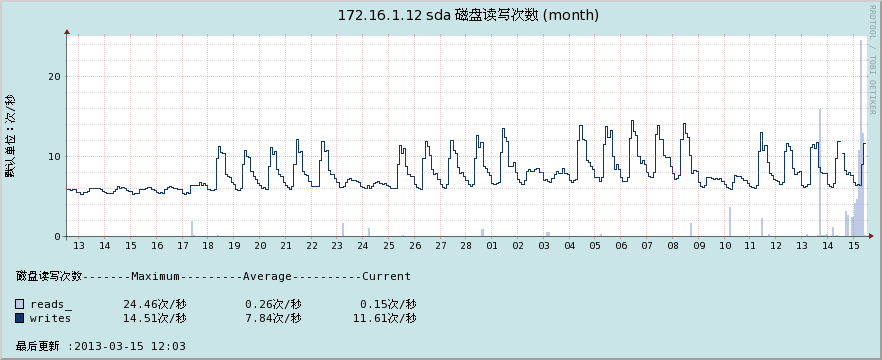 172.16.1.12 sda 磁盘读写次数 (month)
RRDTOOL / TOBI OETIKER
默认单位：次/秒
20
10
0
13 14 15 16 17 18 19 20 21 22 23 24 25 26 27 28 01 02 03 04 05 06 07 08 09 10 11 12 13 14 15
磁盘读写次数-------Maximum---------Average----------Current
reads_ 24.46次/秒 0.26次/秒 0.15次/秒
writes 14.51次/秒 7.84次/秒 11.61次/秒
最后更新 :2013-03-15 12:03